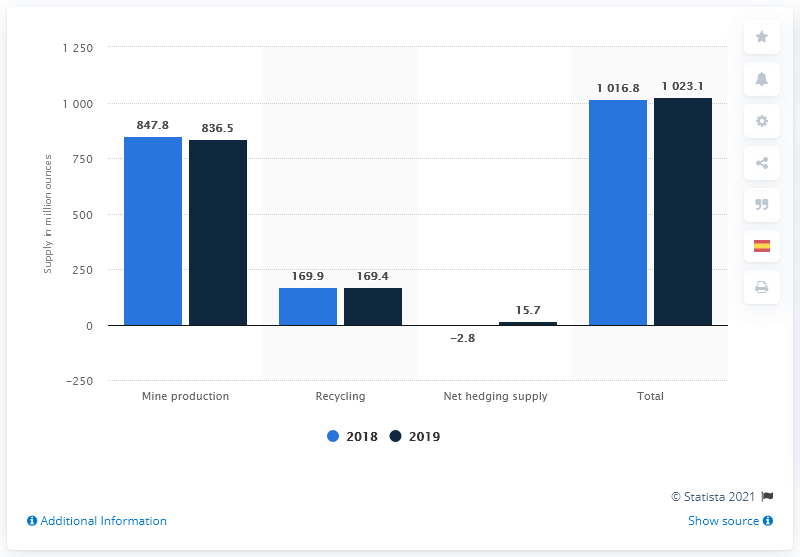 Supply in million ounces
1 250
1 000
750
500
250
0
−250
847.8
836.5
169.9
169.4
−2.8
15.7
1 016.8
1 023.1
Mine production
Recycling
Net hedging supply
Total
2018
2019
© Statista 2021
Additional Information
Show source